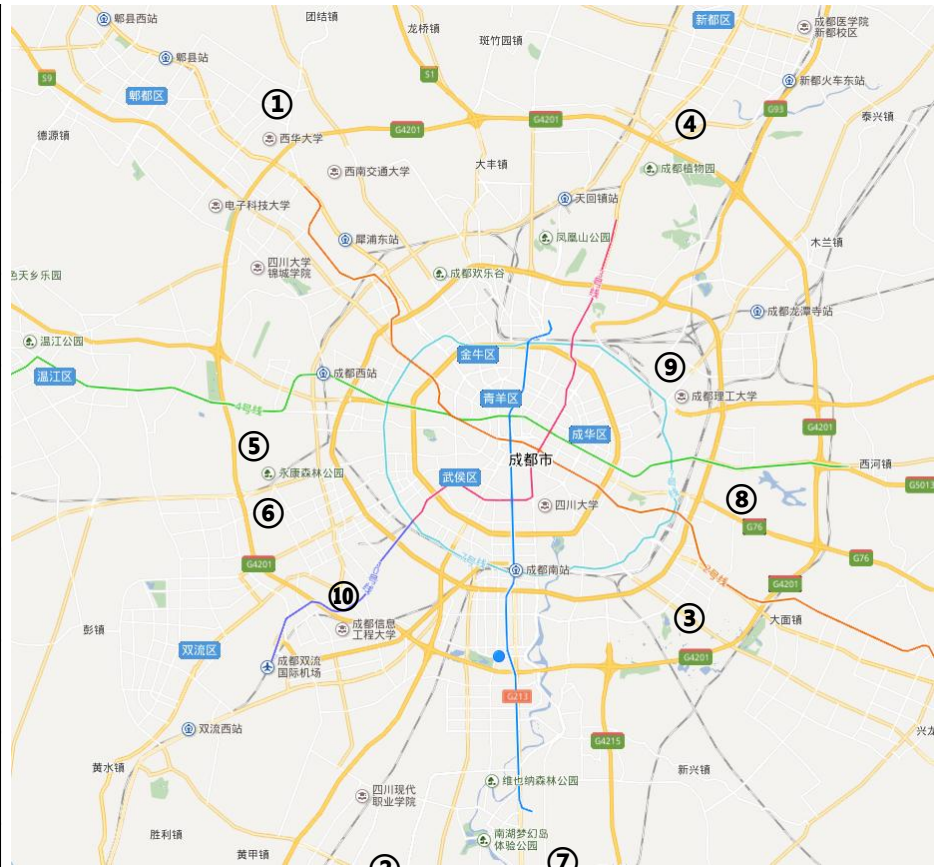 郫县西站
团结镇
龙桥镇
斑竹园镇
新都区
成都医学院
新都校区
郫县站
S9
S1
新都火车东站
郫都区
①
G4201
G4201
④
G93
泰兴镇
德源镇
西华大学
大丰镇
西南交通大学
成都植物园
电子科技大学
天回镇站
犀浦东站
凤凰山公园
木兰镇
四川大学
锦城学院
色天乡乐园
成都欢乐谷
成都龙潭寺站
温江公园
金牛区
⑨
温江区
成都西站
青羊区
成都理工大学
4号线
成华区
G4201
⑤
成都市
西河镇
永康森林公园
武侯区
G5013
⑥
四川大学
⑧
G76
G76
G4201
成都南站
G4201
⑩
③
彭镇
成都信息
工程大学
大面镇
双流区
G4201
成都双流
国际机场
G213
双流西站
兴龙
G4215
黄水镇
新兴镇
维也纳森林公园
四川现代
职业学院
胜利镇
南湖梦幻岛
体验公园
黄甲镇
②
⑦